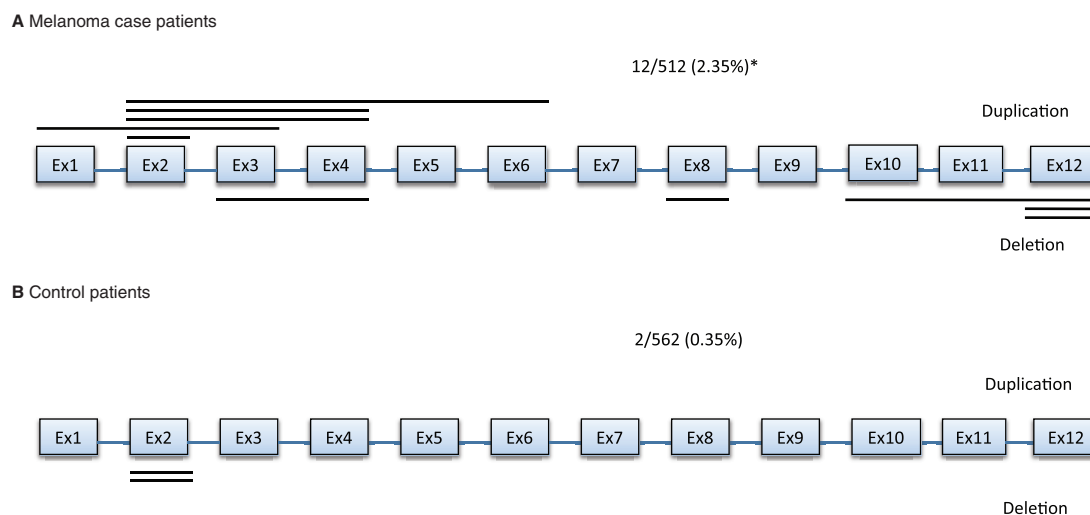 A Melanoma case patients
12/512 (2.35%)*
Duplication
Ex1 Ex2 Ex3 Ex4 Ex5 Ex6 Ex7 Ex8 Ex9 Ex10 Ex11 Ex12
Deletion
B Control patients
2/562 (0.35%)
Duplication
Ex1 Ex2 Ex3 Ex4 Ex5 Ex6 Ex7 Ex8 Ex9 Ex10 Ex11 Ex12
Deletion